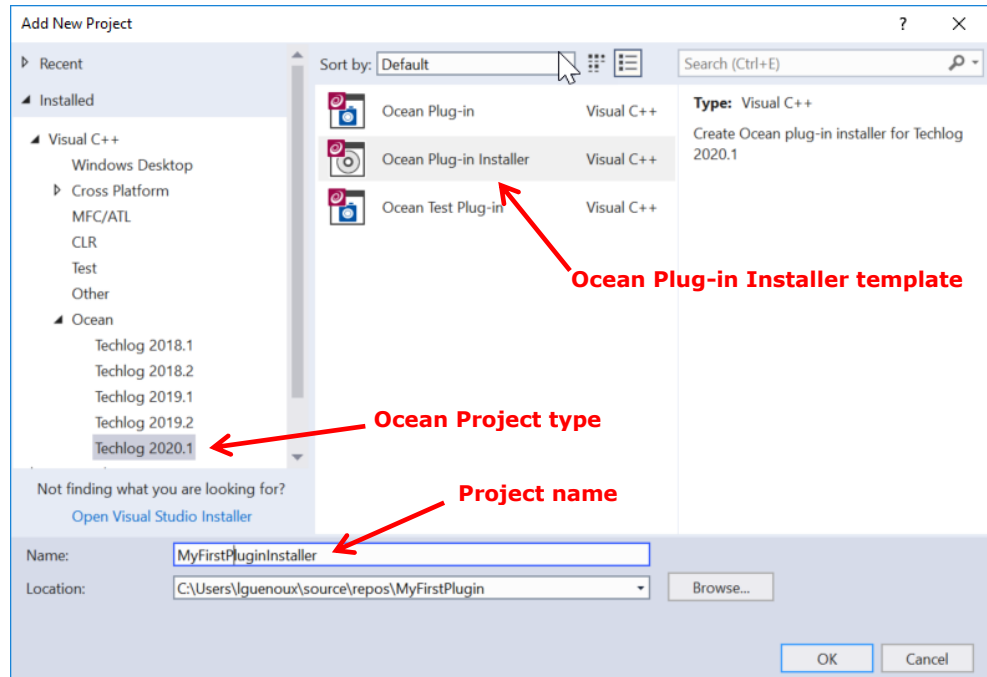 Add New Project
?
Recent
Installed
Visual C++
Windows Desktop
Cross Platform
MFC/ATL
CLR
Test
Other
Ocean
Techlog 2018.1
Techlog 2018.2
Techlog 2019.1
Techlog 2019.2
Techlog 2020.1
Not finding what you are looking for?
Open Visual Studio Installer
Sort by: Default
Ocean Plug-in Visual C++
Ocean Plug-in Installer Visual C++
Ocean Test Plug-in Visual C++
Search (Ctrl+E)
Type: Visual C++
Create Ocean plug-in installer for Techlog
2020.1
Ocean Plug-in Installer template
Ocean Project type
Project name
Name: MyFirstPluginInstaller
Location: C:\Users\lguenoux\source\repos\MyFirstPlugin
Browse...
OK Cancel